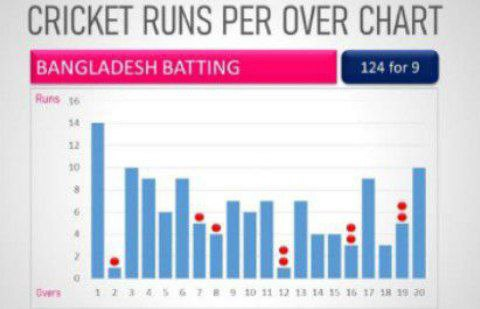 CRICKET RUNS PER OVER CHART
BANGLADESH BATTING
124 for 9
Runs
16
14
12
10
8
6
4
2
0
Overs 1 2 3 4 5 6 7 8 9 10 11 12 13 14 15 16 17 18 19 20